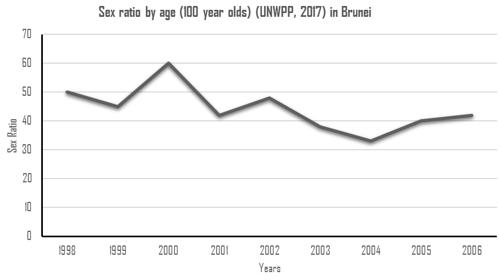 Sex ratio by age (100 year olds) (UNWPP, 2017) in Brunei
70
60
50
40
30
20
10
0
Sex Ratio
1998 1999 2000 2001 2002 2003 2004 2005 2006
Years